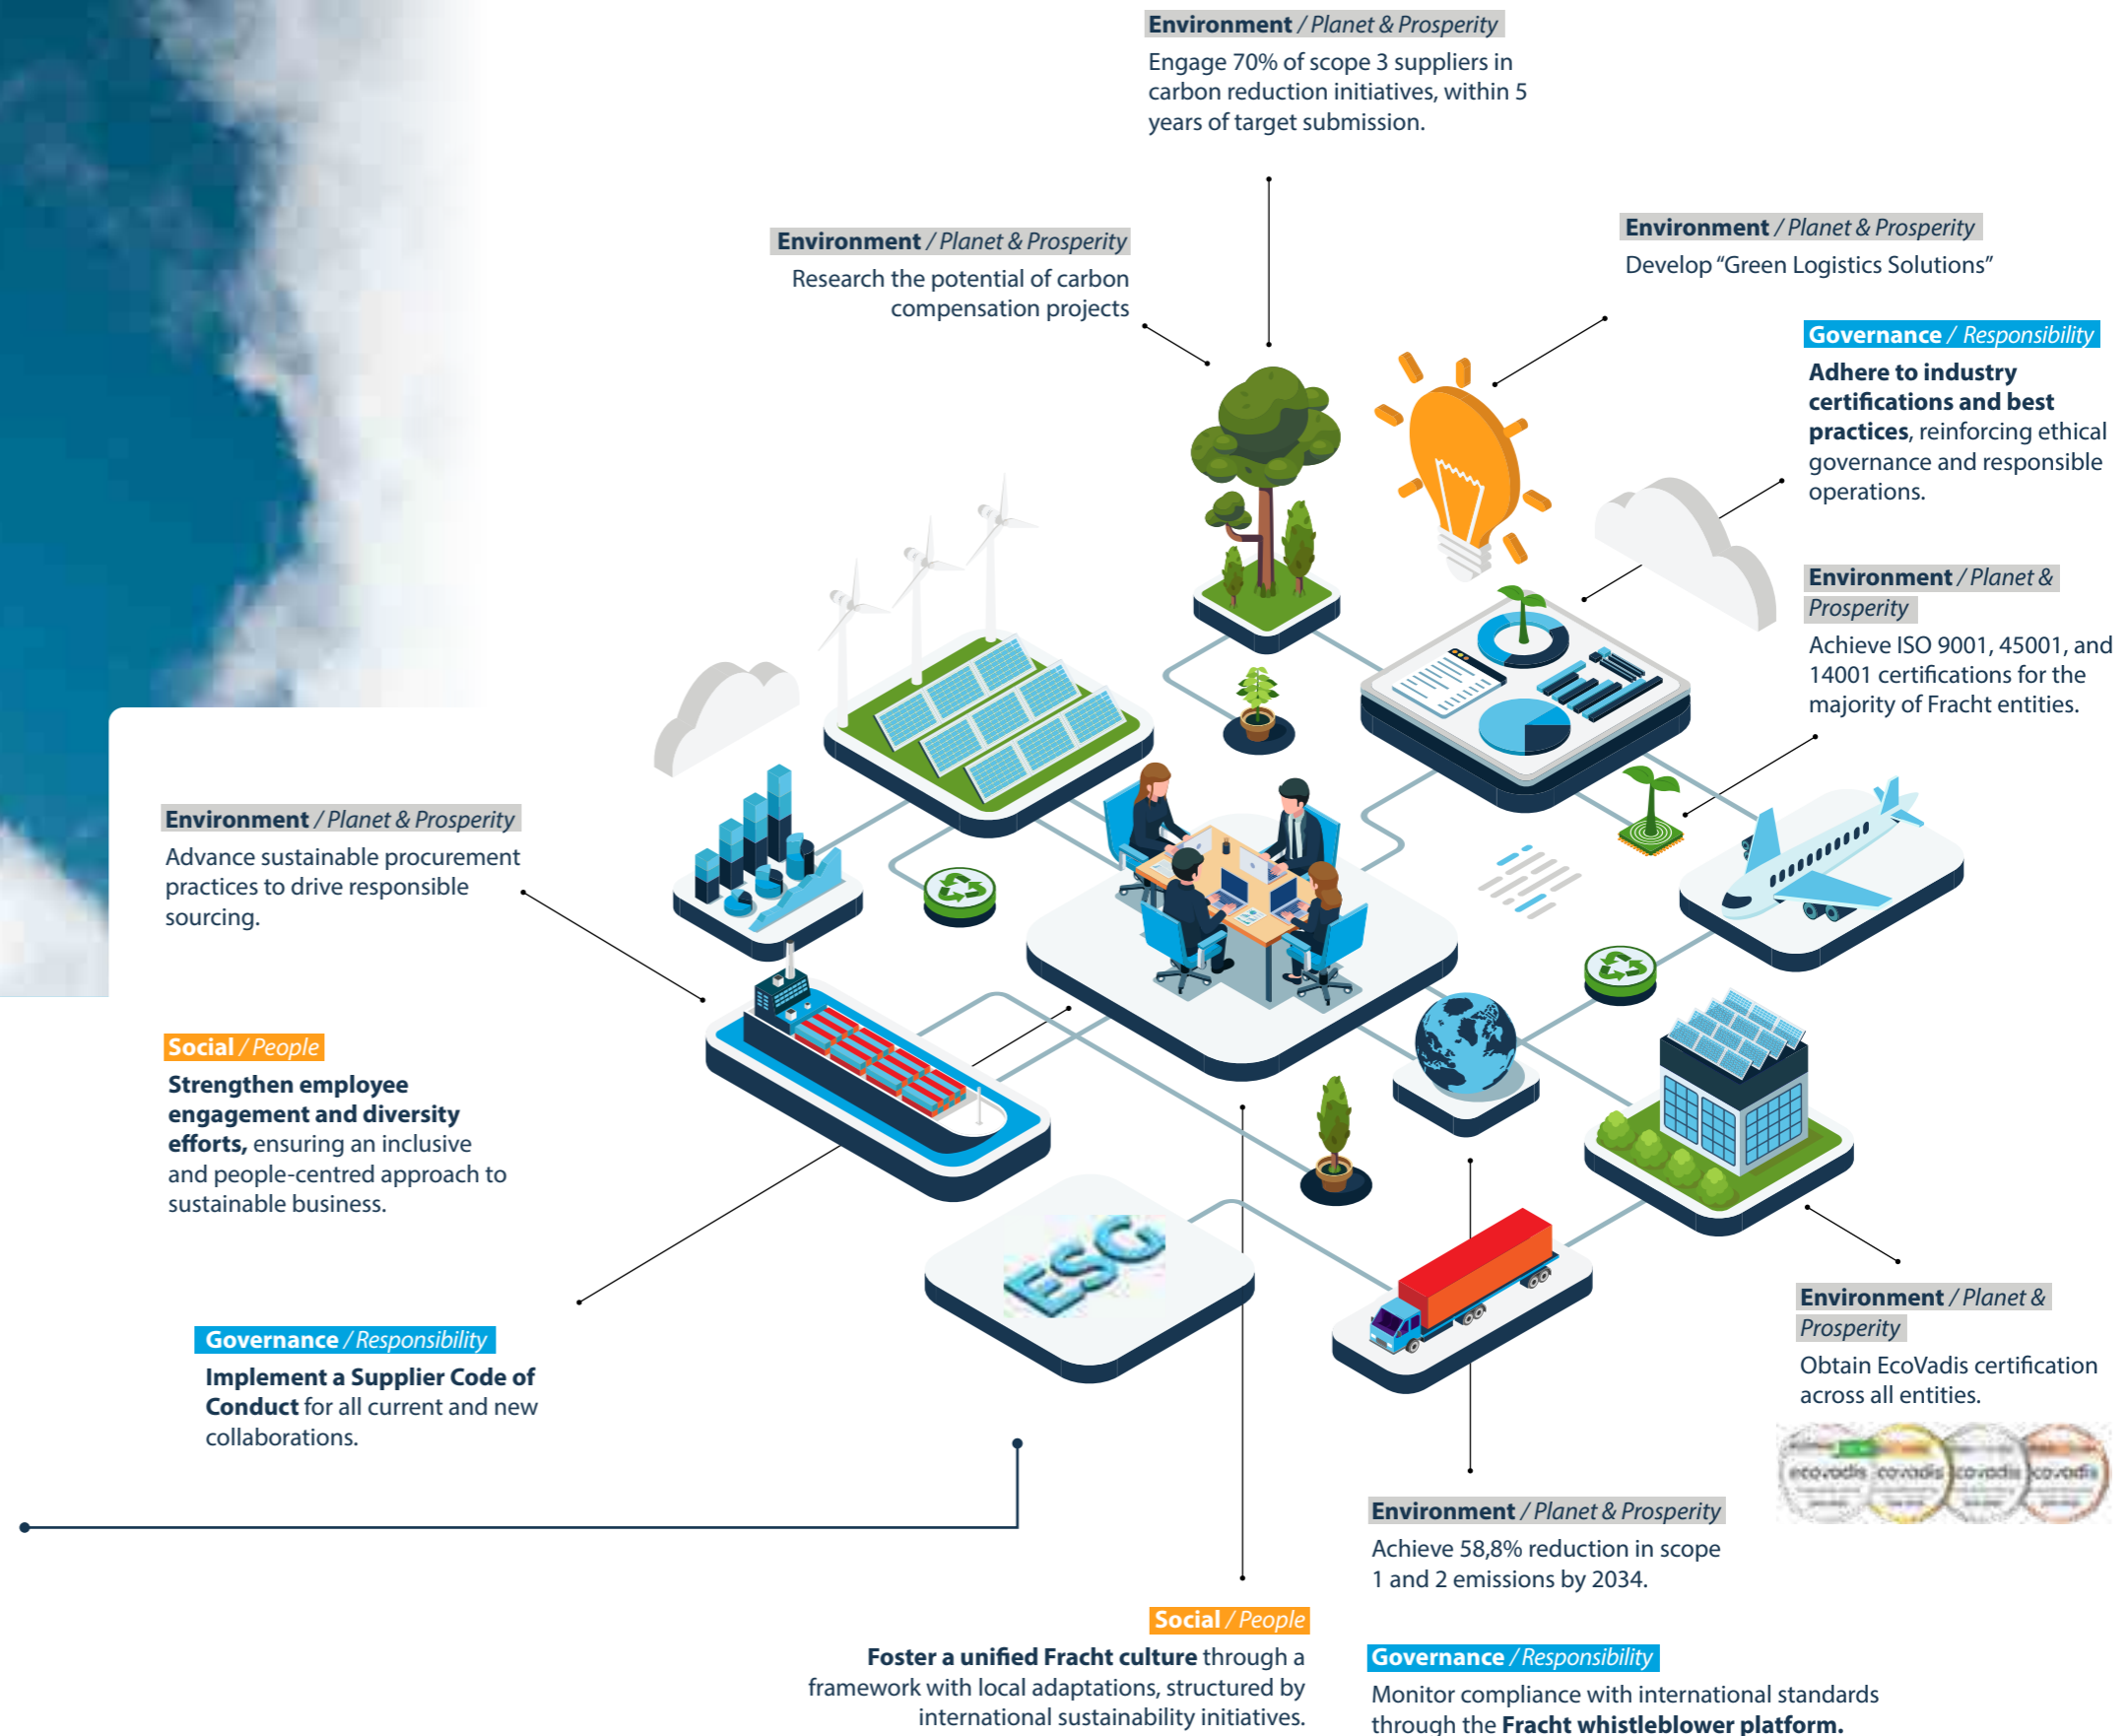 Environment / Planet & Prosperity
Engage 70% of scope 3 suppliers in
carbon reduction initiatives, within 5
years of target submission.
Environment / Planet & Prosperity
Research the potential of carbon
compensation projects
Environment / Planet & Prosperity
Develop “Green Logistics Solutions”
Governance / Responsibility
Adhere to industry
certifications and best
practices, reinforcing ethical
governance and responsible
operations.
Environment / Planet &
Prosperity
Achieve ISO 9001, 45001, and
14001 certifications for the
majority of Fracht entities.
Environment / Planet & Prosperity
Advance sustainable procurement
practices to drive responsible
sourcing.
Social / People
Strengthen employee
engagement and diversity
efforts, ensuring an inclusive
and people-centred approach to
sustainable business.
Governance / Responsibility
Implement a Supplier Code of
Conduct for all current and new
collaborations.
ESG
Environment / Planet &
Prosperity
Obtain EcoVadis certification
across all entities.
ecovadis covadis covadis covadis
Environment / Planet & Prosperity
Achieve 58,8% reduction in scope
1 and 2 emissions by 2034.
Social / People
Foster a unified Fracht culture through a
framework with local adaptations, structured by
international sustainability initiatives.
Governance / Responsibility
Monitor compliance with international standards
through the Fracht whistleblower platform.